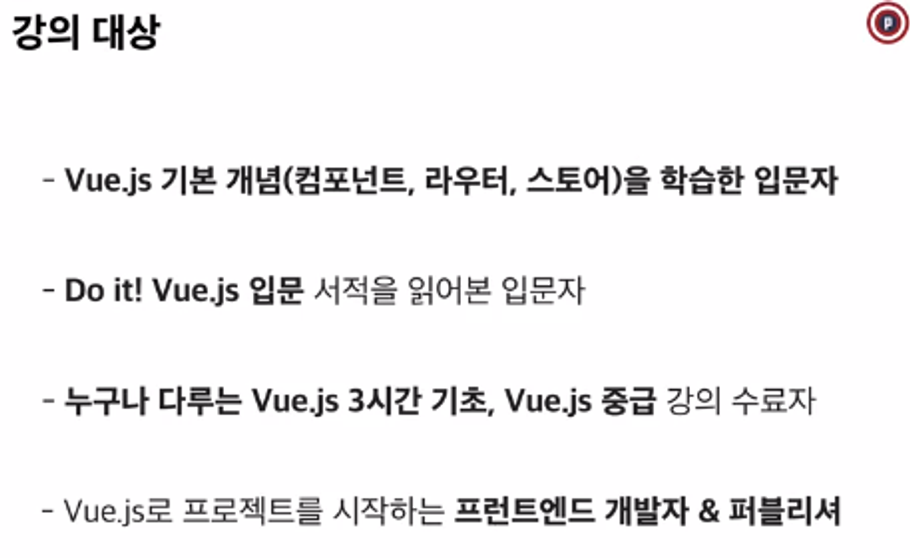 강의 대상
P
- Vue.js 기본 개념(컴포넌트, 라우터, 스토어)을 학습한 입문자
- Do it! Vue.js 입문 서적을 읽어본 입문자
- 누구나 다루는 Vue.js 3시간 기초, Vue.js 중급 강의 수료자
- Vue.js로 프로젝트를 시작하는 프런트엔드 개발자 & 퍼블리셔